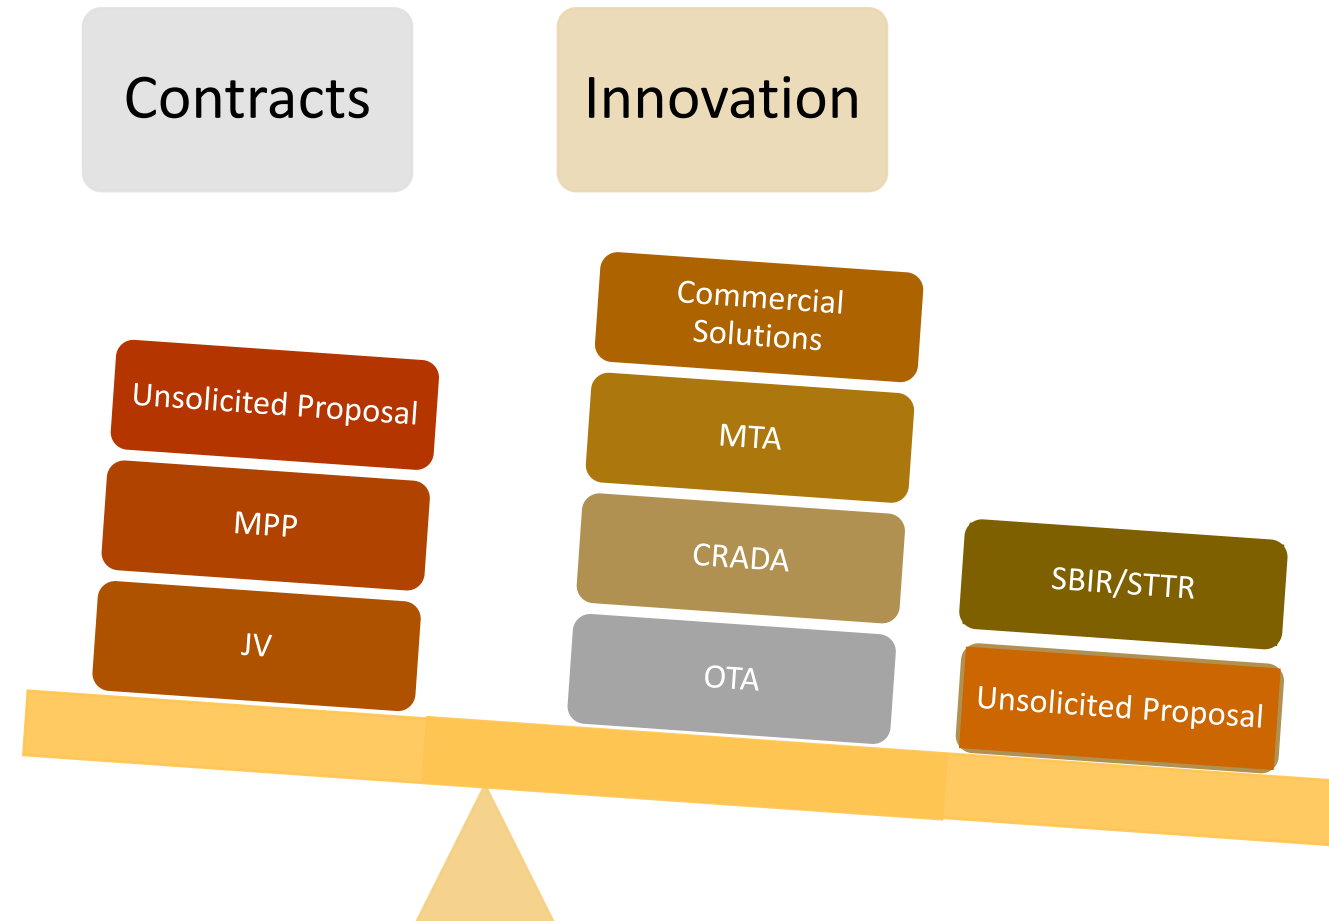 Contracts
Innovation
Unsolicited Proposal
MPP
JV
Commercial
Solutions
MTA
CRADA
OTA
SBIR/STTR
Unsolicited Proposal